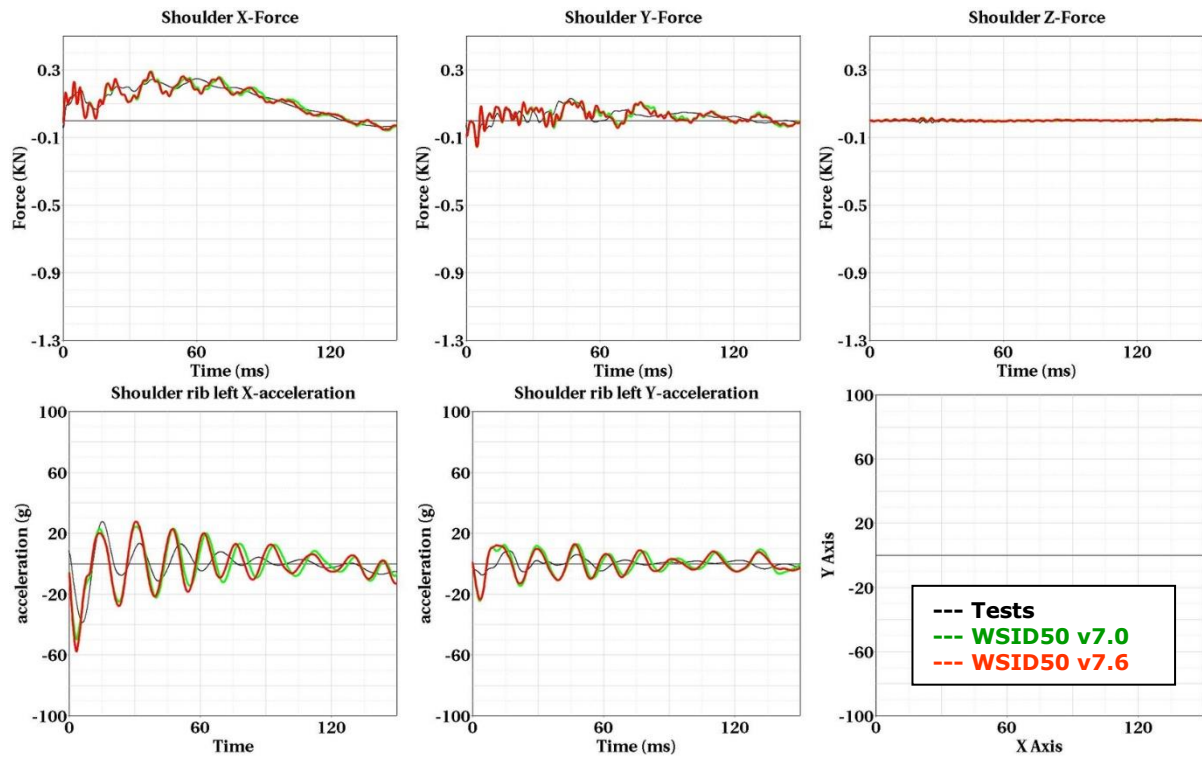 Shoulder X-Force
Shoulder Y-Force
Shoulder Z-Force
Force (KN)
0.3
-0.1
-0.5
-0.9
-1.3
0
60
120
Time (ms)
Force (KN)
0.3
-0.1
-0.5
-0.9
-1.3
0
60
120
Time (ms)
Force (KN)
0.3
-0.1
-0.5
-0.9
-1.3
0
60
120
Time (ms)
Shoulder rib left X-acceleration
Shoulder rib left Y-acceleration
acceleration (g)
100
60
20
-20
-60
-100
0
60
120
Time
acceleration (g)
100
60
20
-20
-60
-100
0
60
120
Time (ms)
Y Axis
100
60
20
-20
-60
-100
0
60
120
X Axis
--- Tests
--- WSID50 v7.0
--- WSID50 v7.6